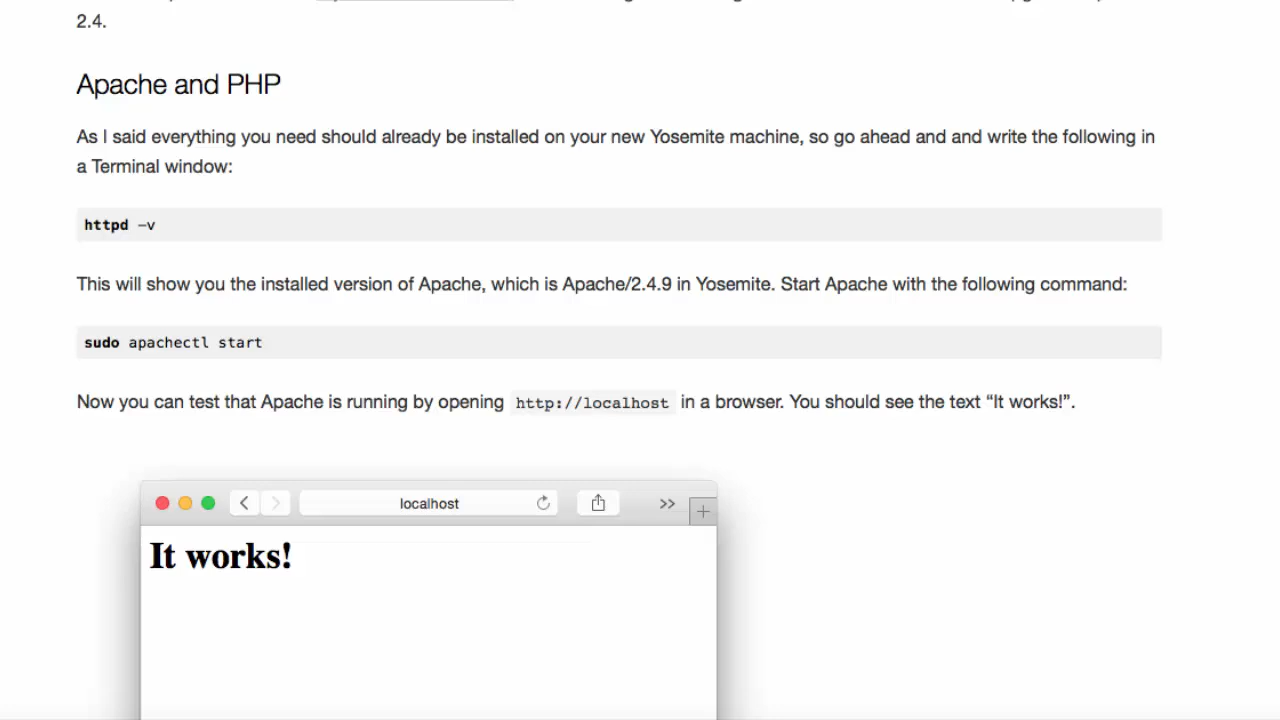 2.4.
Apache and PHP
As I said everything you need should already be installed on your new Yosemite machine, so go ahead and and write the following in
a Terminal window:
httpd -v
This will show you the installed version of Apache, which is Apache/2.4.9 in Yosemite. Start Apache with the following command:
sudo apachectl start
Now you can test that Apache is running by opening http://localhost in a browser. You should see the text “It works!”.
localhost
It works!